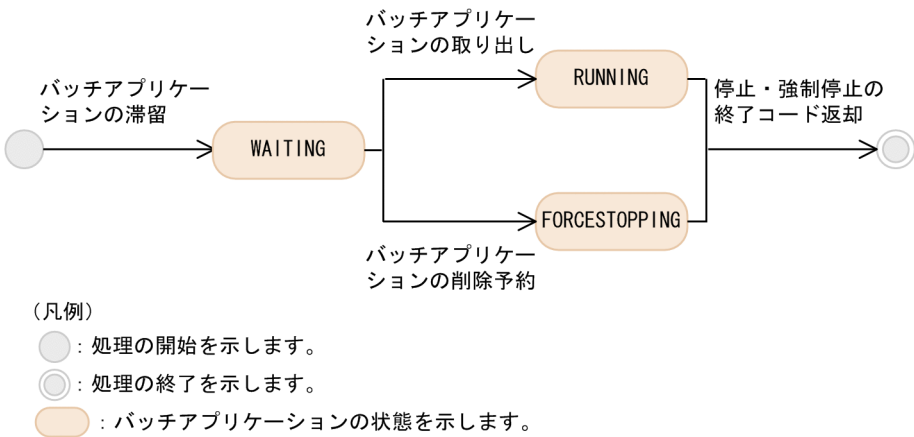 バッチアプリケー
ションの滞留
WAITING
バッチアプリケー
ションの取り出し
RUNNING
FORCESTOPPING
バッチアプリケー
ションの削除予約
停止・強制停止の
終了コード返却
(凡例)
:処理の開始を示します。
:処理の終了を示します。
:バッチアプリケーションの状態を示します。